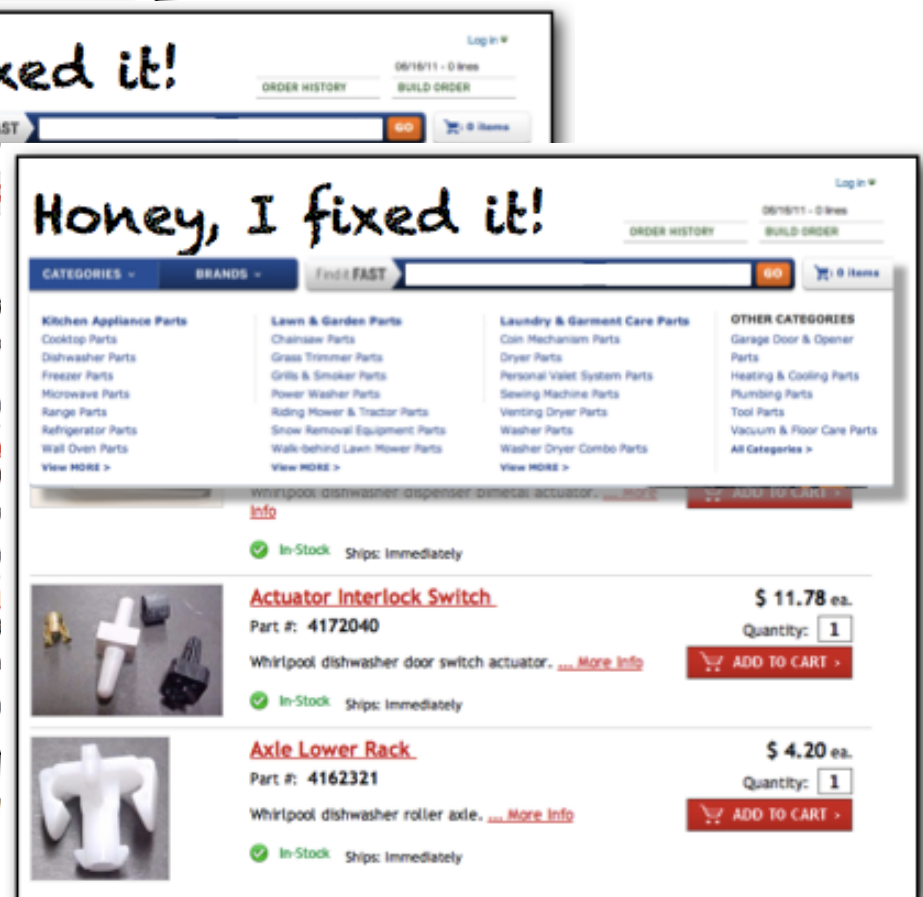 xed it!
Log in
06/16/11 - 0 lines
ORDER HISTORY BUILD ORDER
AST GO : 0 items
Honey, I fixed it!
Log in
06/16/11 - 0 lines
ORDER HISTORY BUILD ORDER
CATEGORIES BRANDS Find it FAST GO : 0 items
Kitchen Appliance Parts Lawn & Garden Parts Laundry & Garment Care Parts OTHER CATEGORIES
Cooktop Parts Chainsaw Parts Coin Mechanism Parts Garage Door & Opener
Dishwasher Parts Grass Trimmer Parts Dryer Parts Parts
Freezer Parts Grills & Smoker Parts Personal Valet System Parts Heating & Cooling Parts
Microwave Parts Power Washer Parts Sewing Machine Parts Plumbing Parts
Range Parts Riding Mower & Tractor Parts Venting Dryer Parts Tool Parts
Refrigerator Parts Snow Removal Equipment Parts Washer Parts Vacuum & Floor Care Parts
Wall Oven Parts Walk-behind Lawn Mower Parts Washer Dryer Combo Parts All Categories >
View MORE > View MORE > View MORE >
Whirlpool dishwasher dispenser bimetal actuator. ... More ADD TO CART >
Info
In-Stock Ships: Immediately
Actuator Interlock Switch $ 11.78 ea.
Part #: 4172040 Quantity: 1
Whirlpool dishwasher door switch actuator. ... More Info ADD TO CART >
In-Stock Ships: Immediately
Axle Lower Rack $ 4.20 ea.
Part #: 4162321 Quantity: 1
Whirlpool dishwasher roller axle. ... More Info ADD TO CART >
In-Stock Ships: Immediately